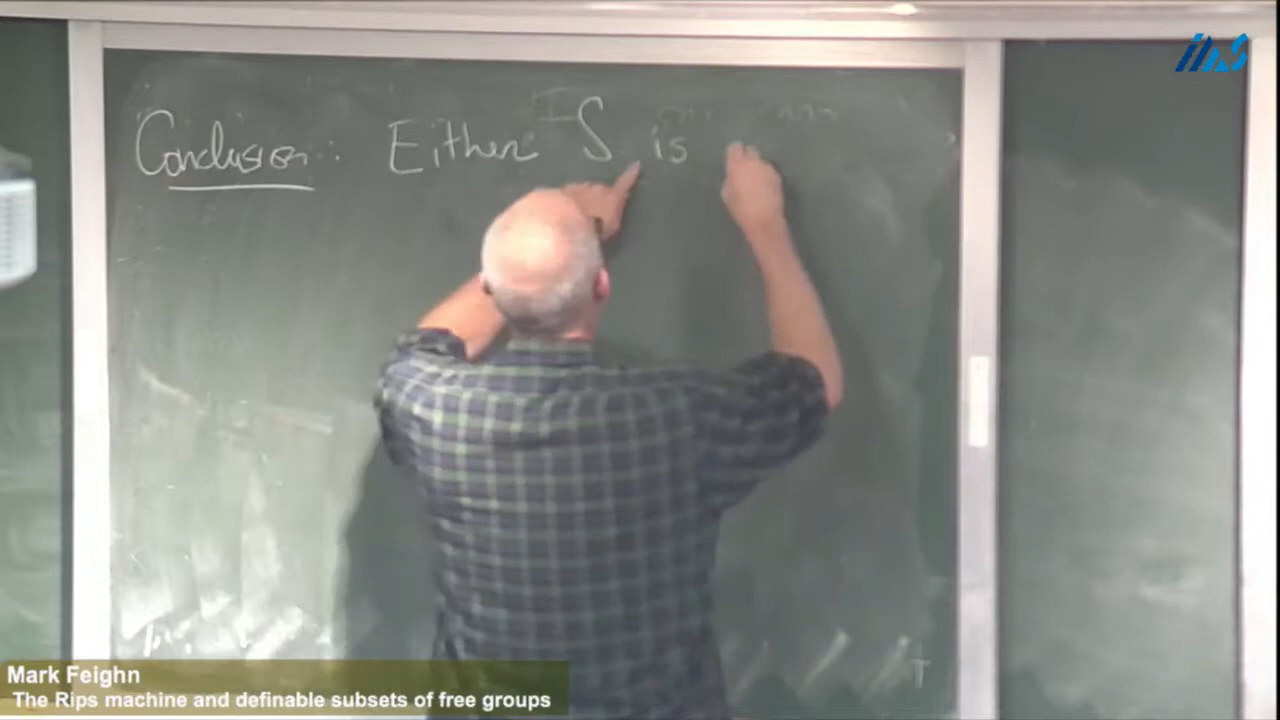 Conclusion: Either S is
Mark Feighn
The Rips machine and definable subsets of free groups